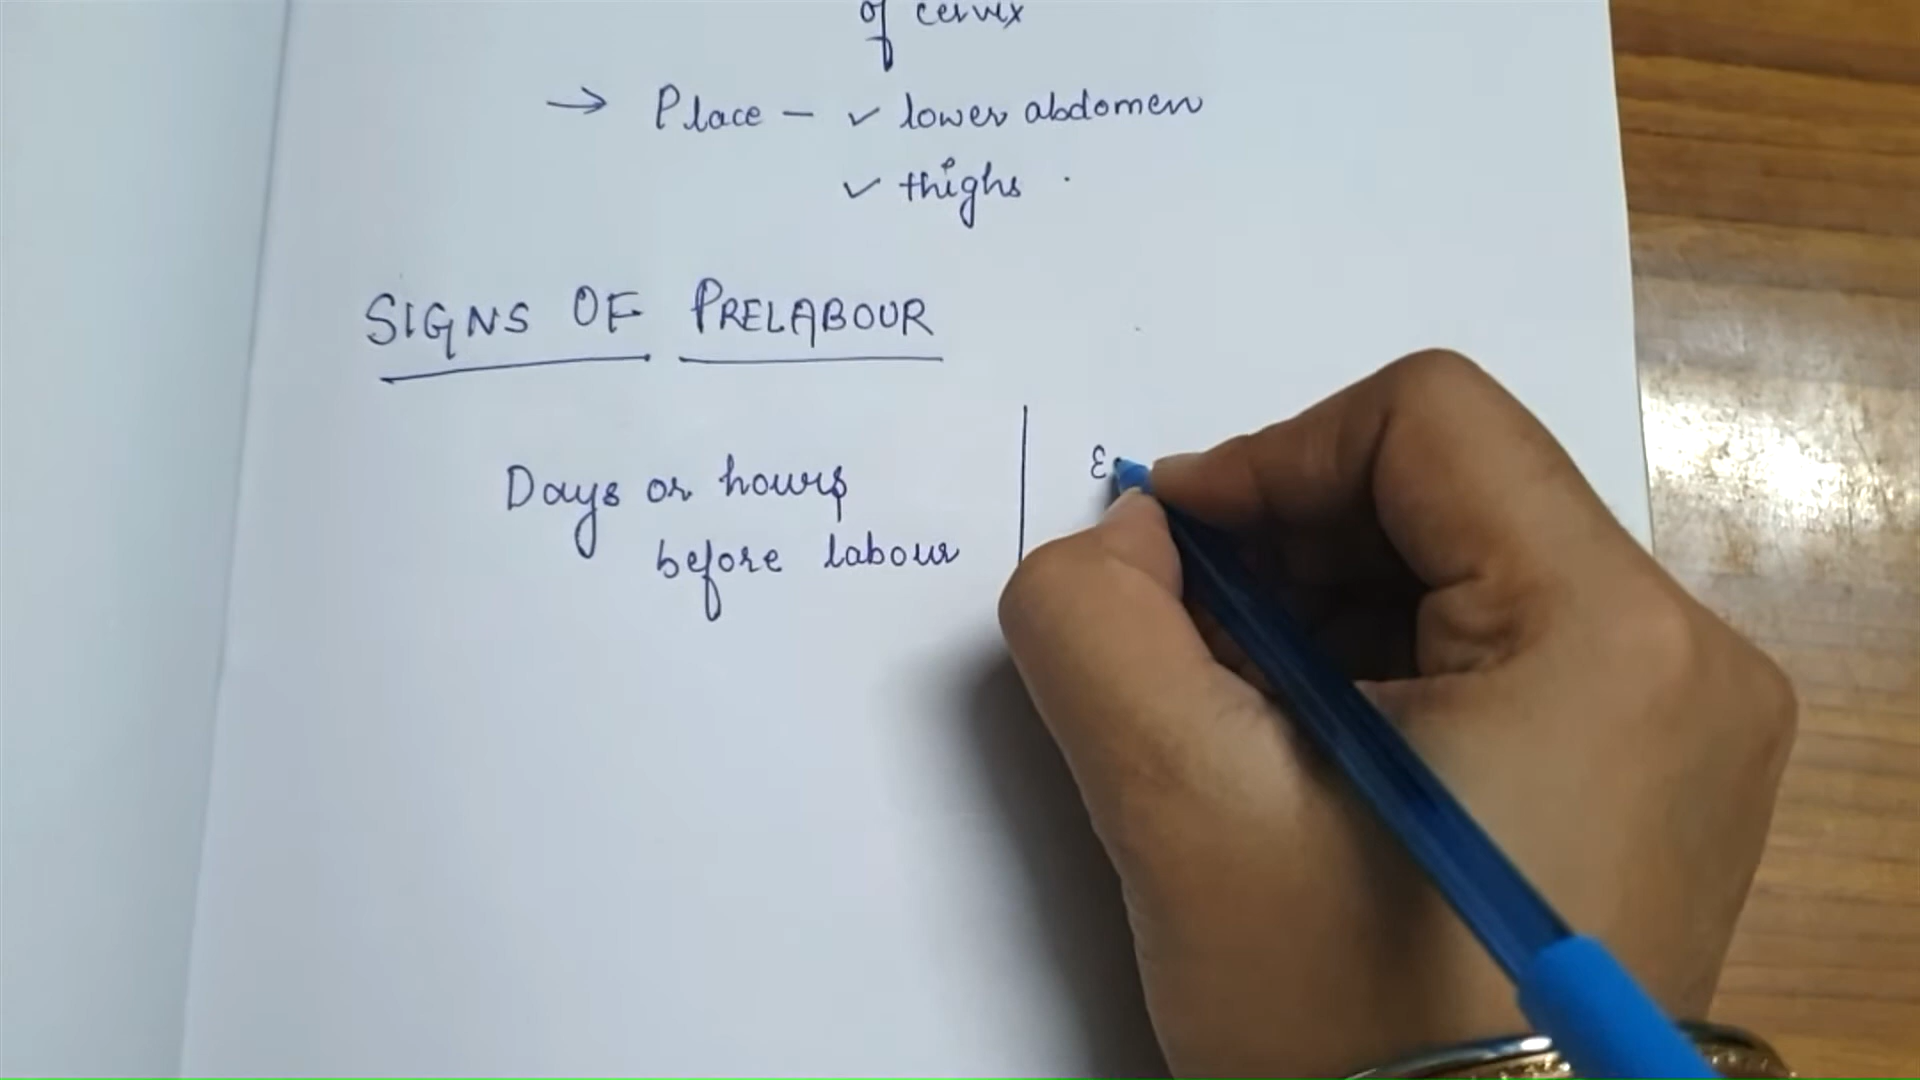 of cervix
→ Place – ✓ lower abdomen
✓ thighs .
SIGNS OF PRELABOUR
Days or hours
before labour